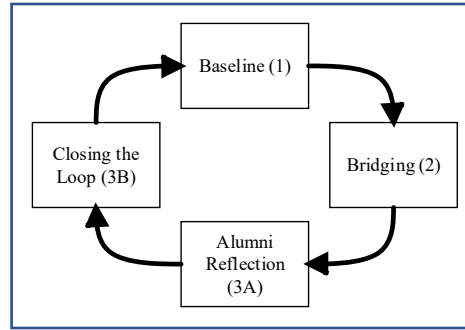 Baseline (1)
Bridging (2)
Alumni
Reflection
(3A)
Closing the
Loop (3B)